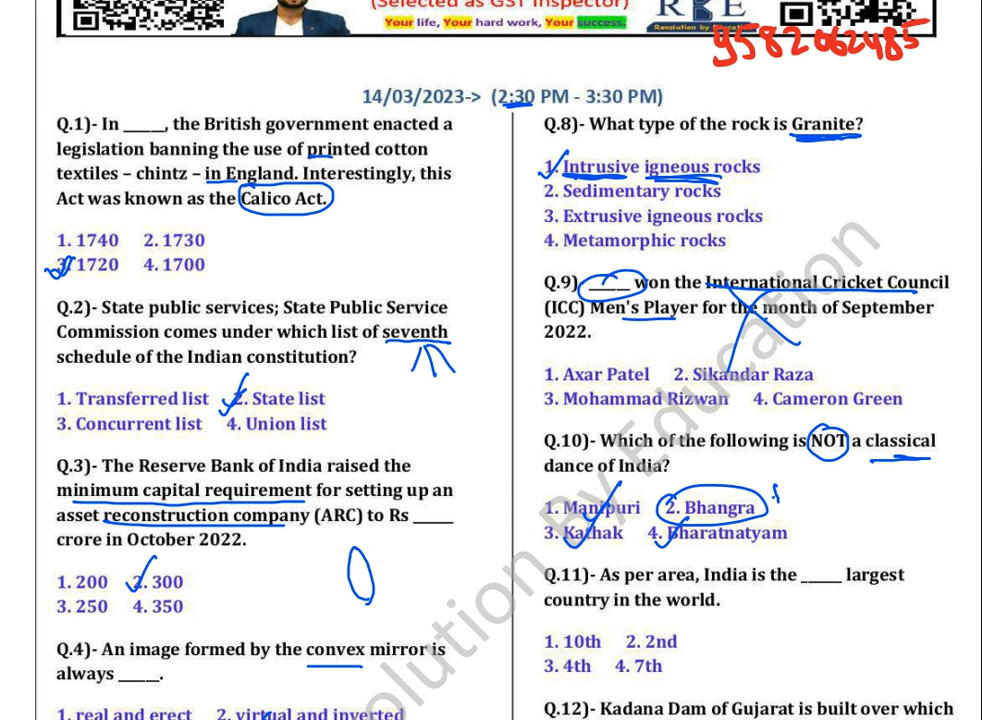 (Selected as GST Inspector)
Your life, Your hard work, Your success.
Revolution by Education
9582062485
14/03/2023-> (2:30 PM - 3:30 PM)
Q.1)- In _____, the British government enacted a
legislation banning the use of printed cotton
textiles – chintz – in England. Interestingly, this
Act was known as the Calico Act.
1. 1740 2. 1730
3. 1720 4. 1700
Q.2)- State public services; State Public Service
Commission comes under which list of seventh
schedule of the Indian constitution?
1. Transferred list 2. State list
3. Concurrent list 4. Union list
Q.3)- The Reserve Bank of India raised the
minimum capital requirement for setting up an
asset reconstruction company (ARC) to Rs _____
crore in October 2022.
1. 200 2. 300
3. 250 4. 350
Q.4)- An image formed by the convex mirror is
always _____.
1. real and erect 2. virtual and inverted
Q.8)- What type of the rock is Granite?
1. Intrusive igneous rocks
2. Sedimentary rocks
3. Extrusive igneous rocks
4. Metamorphic rocks
Q.9)- _____ won the International Cricket Council
(ICC) Men's Player for the month of September
2022.
1. Axar Patel 2. Sikandar Raza
3. Mohammad Rizwan 4. Cameron Green
Q.10)- Which of the following is NOT a classical
dance of India?
1. Manipuri 2. Bhangra
3. Kathak 4. Bharatnatyam
Q.11)- As per area, India is the _____ largest
country in the world.
1. 10th 2. 2nd
3. 4th 4. 7th
Q.12)- Kadana Dam of Gujarat is built over which
olution By Education